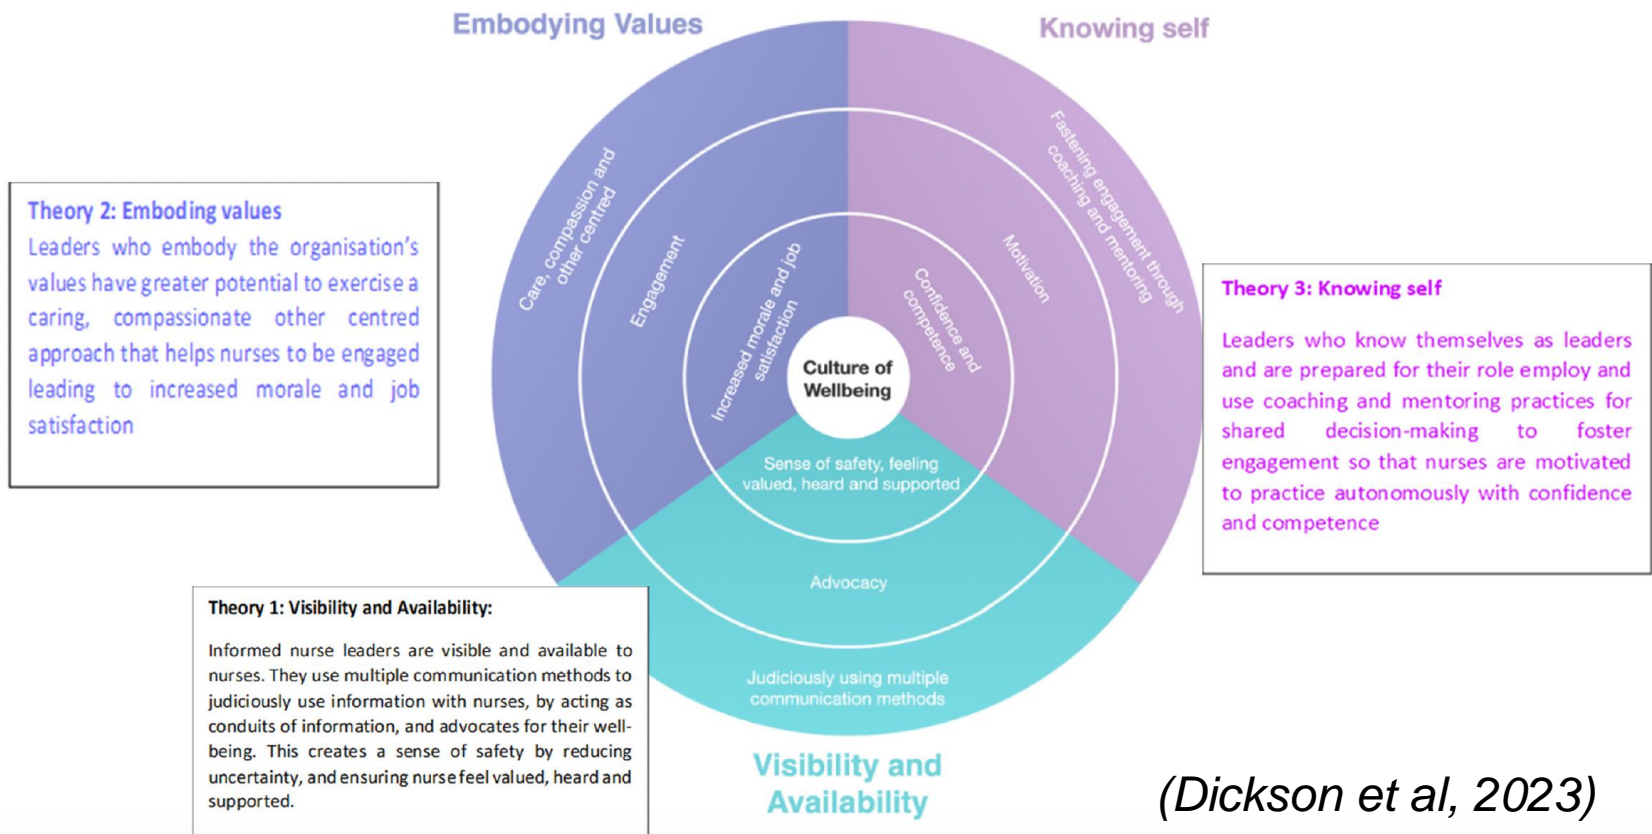 Embodying Values
Knowing self
Care, compassion and
other centred
Engagement
Increased morale and job
satisfaction
Fastening engagement through
coaching and mentoring
Motivation
Confidence and
competence
Culture of
Wellbeing
Sense of safety, feeling
valued, heard and supported
Advocacy
Judiciously using multiple
communication methods
Visibility and
Availability
Theory 2: Emboding values
Leaders who embody the organisation's
values have greater potential to exercise a
caring, compassionate other centred
approach that helps nurses to be engaged
leading to increased morale and job
satisfaction
Theory 3: Knowing self
Leaders who know themselves as leaders
and are prepared for their role employ and
use coaching and mentoring practices for
shared decision-making to foster
engagement so that nurses are motivated
to practice autonomously with confidence
and competence
Theory 1: Visibility and Availability:
Informed nurse leaders are visible and available to
nurses. They use multiple communication methods to
judiciously use information with nurses, by acting as
conduits of information, and advocates for their well-
being. This creates a sense of safety by reducing
uncertainty, and ensuring nurse feel valued, heard and
supported.
(Dickson et al, 2023)